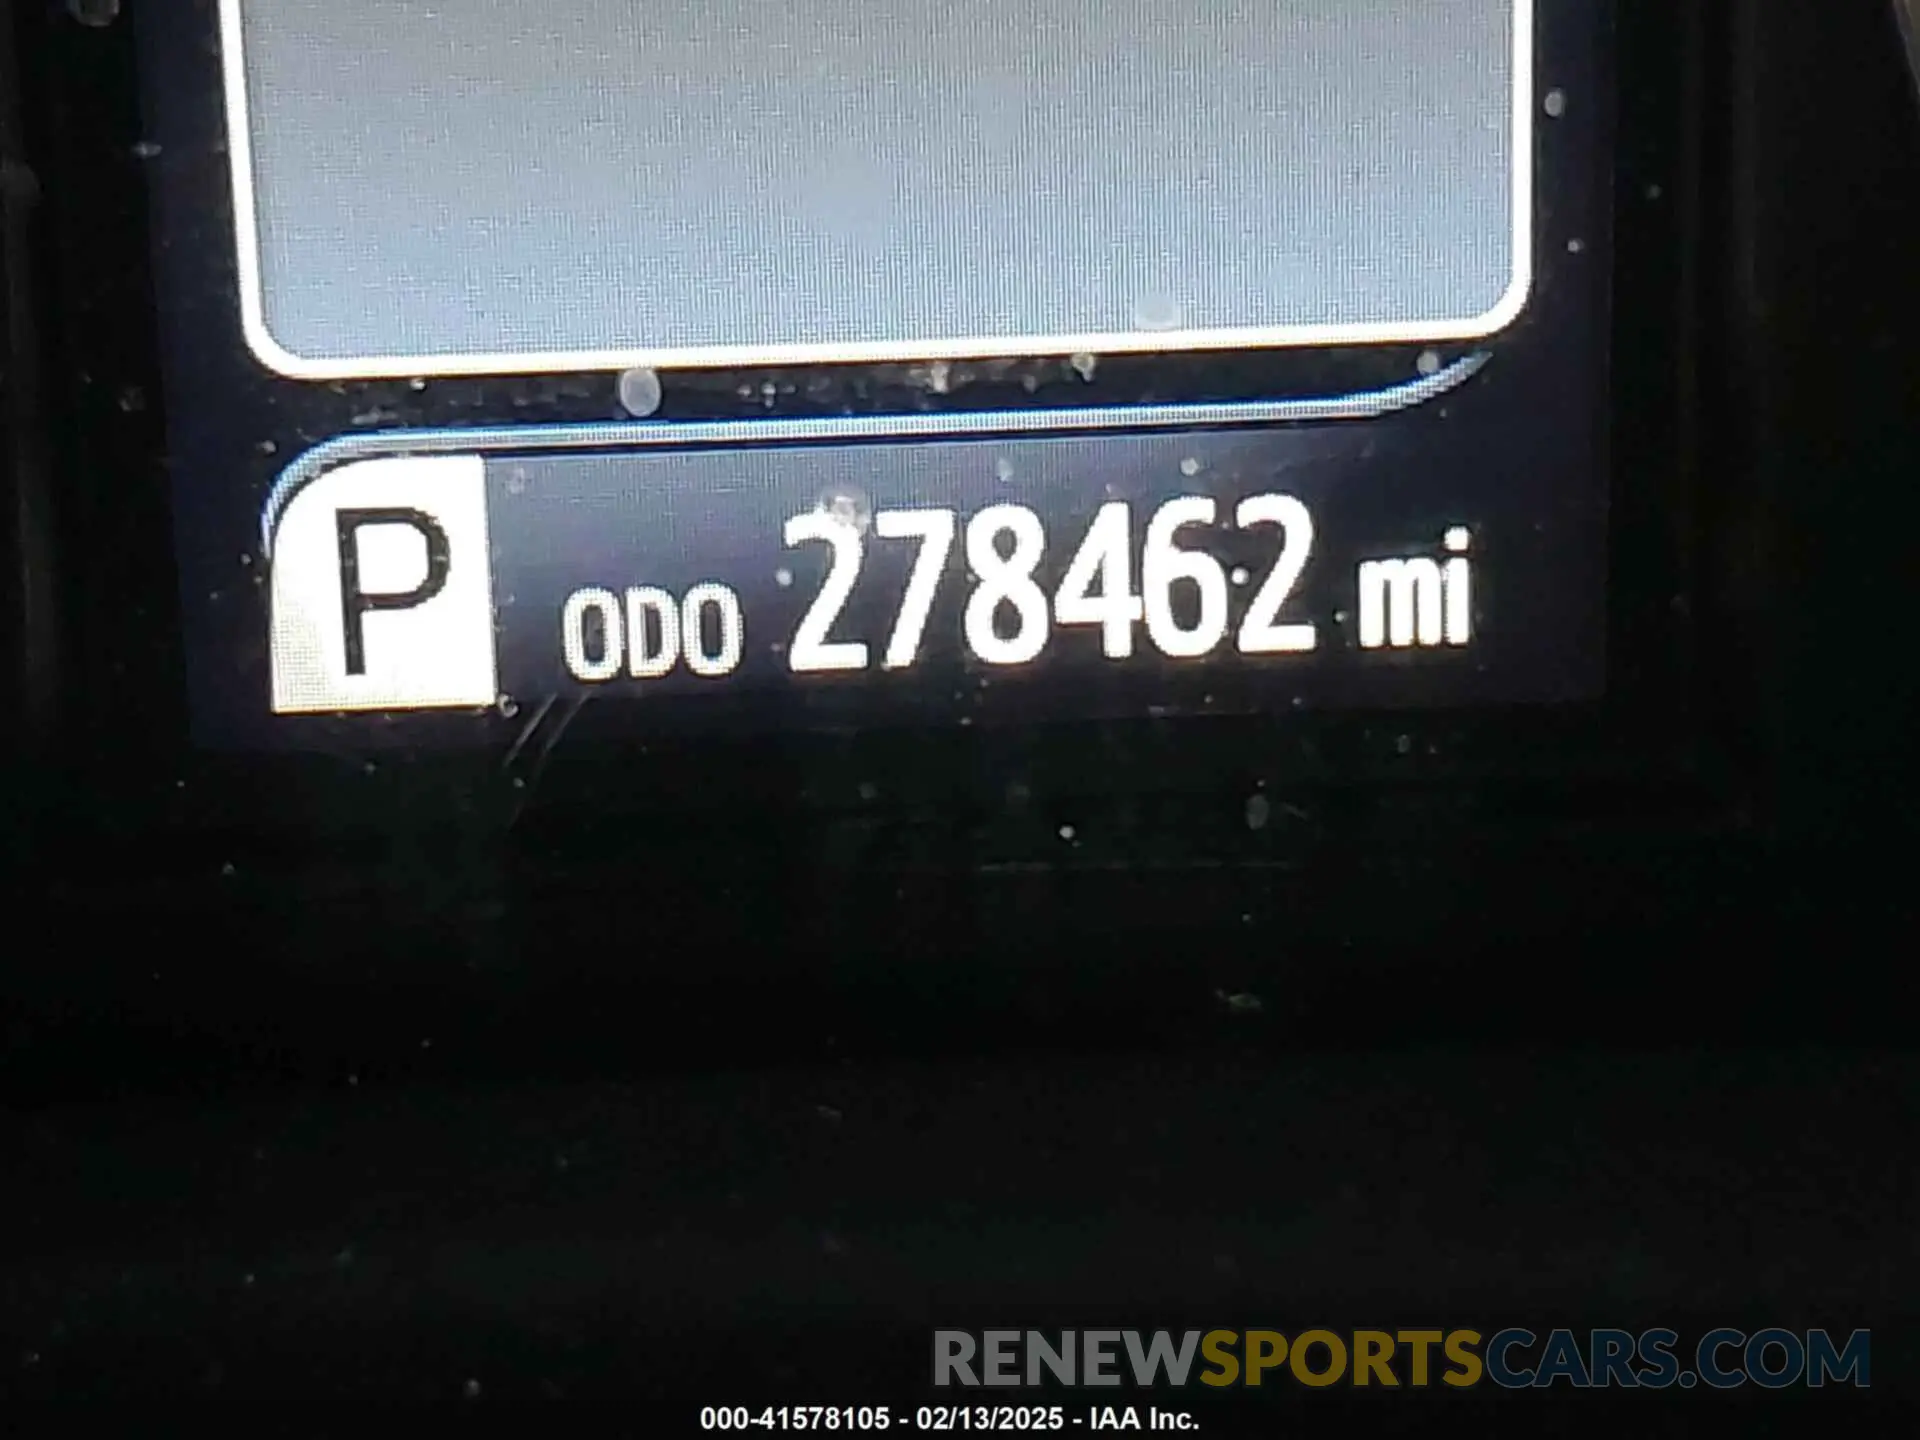 P ODO 278462 mi
RENEWSPORTSCARS.COM
000-41578105 - 02/13/2025 - IAA Inc.